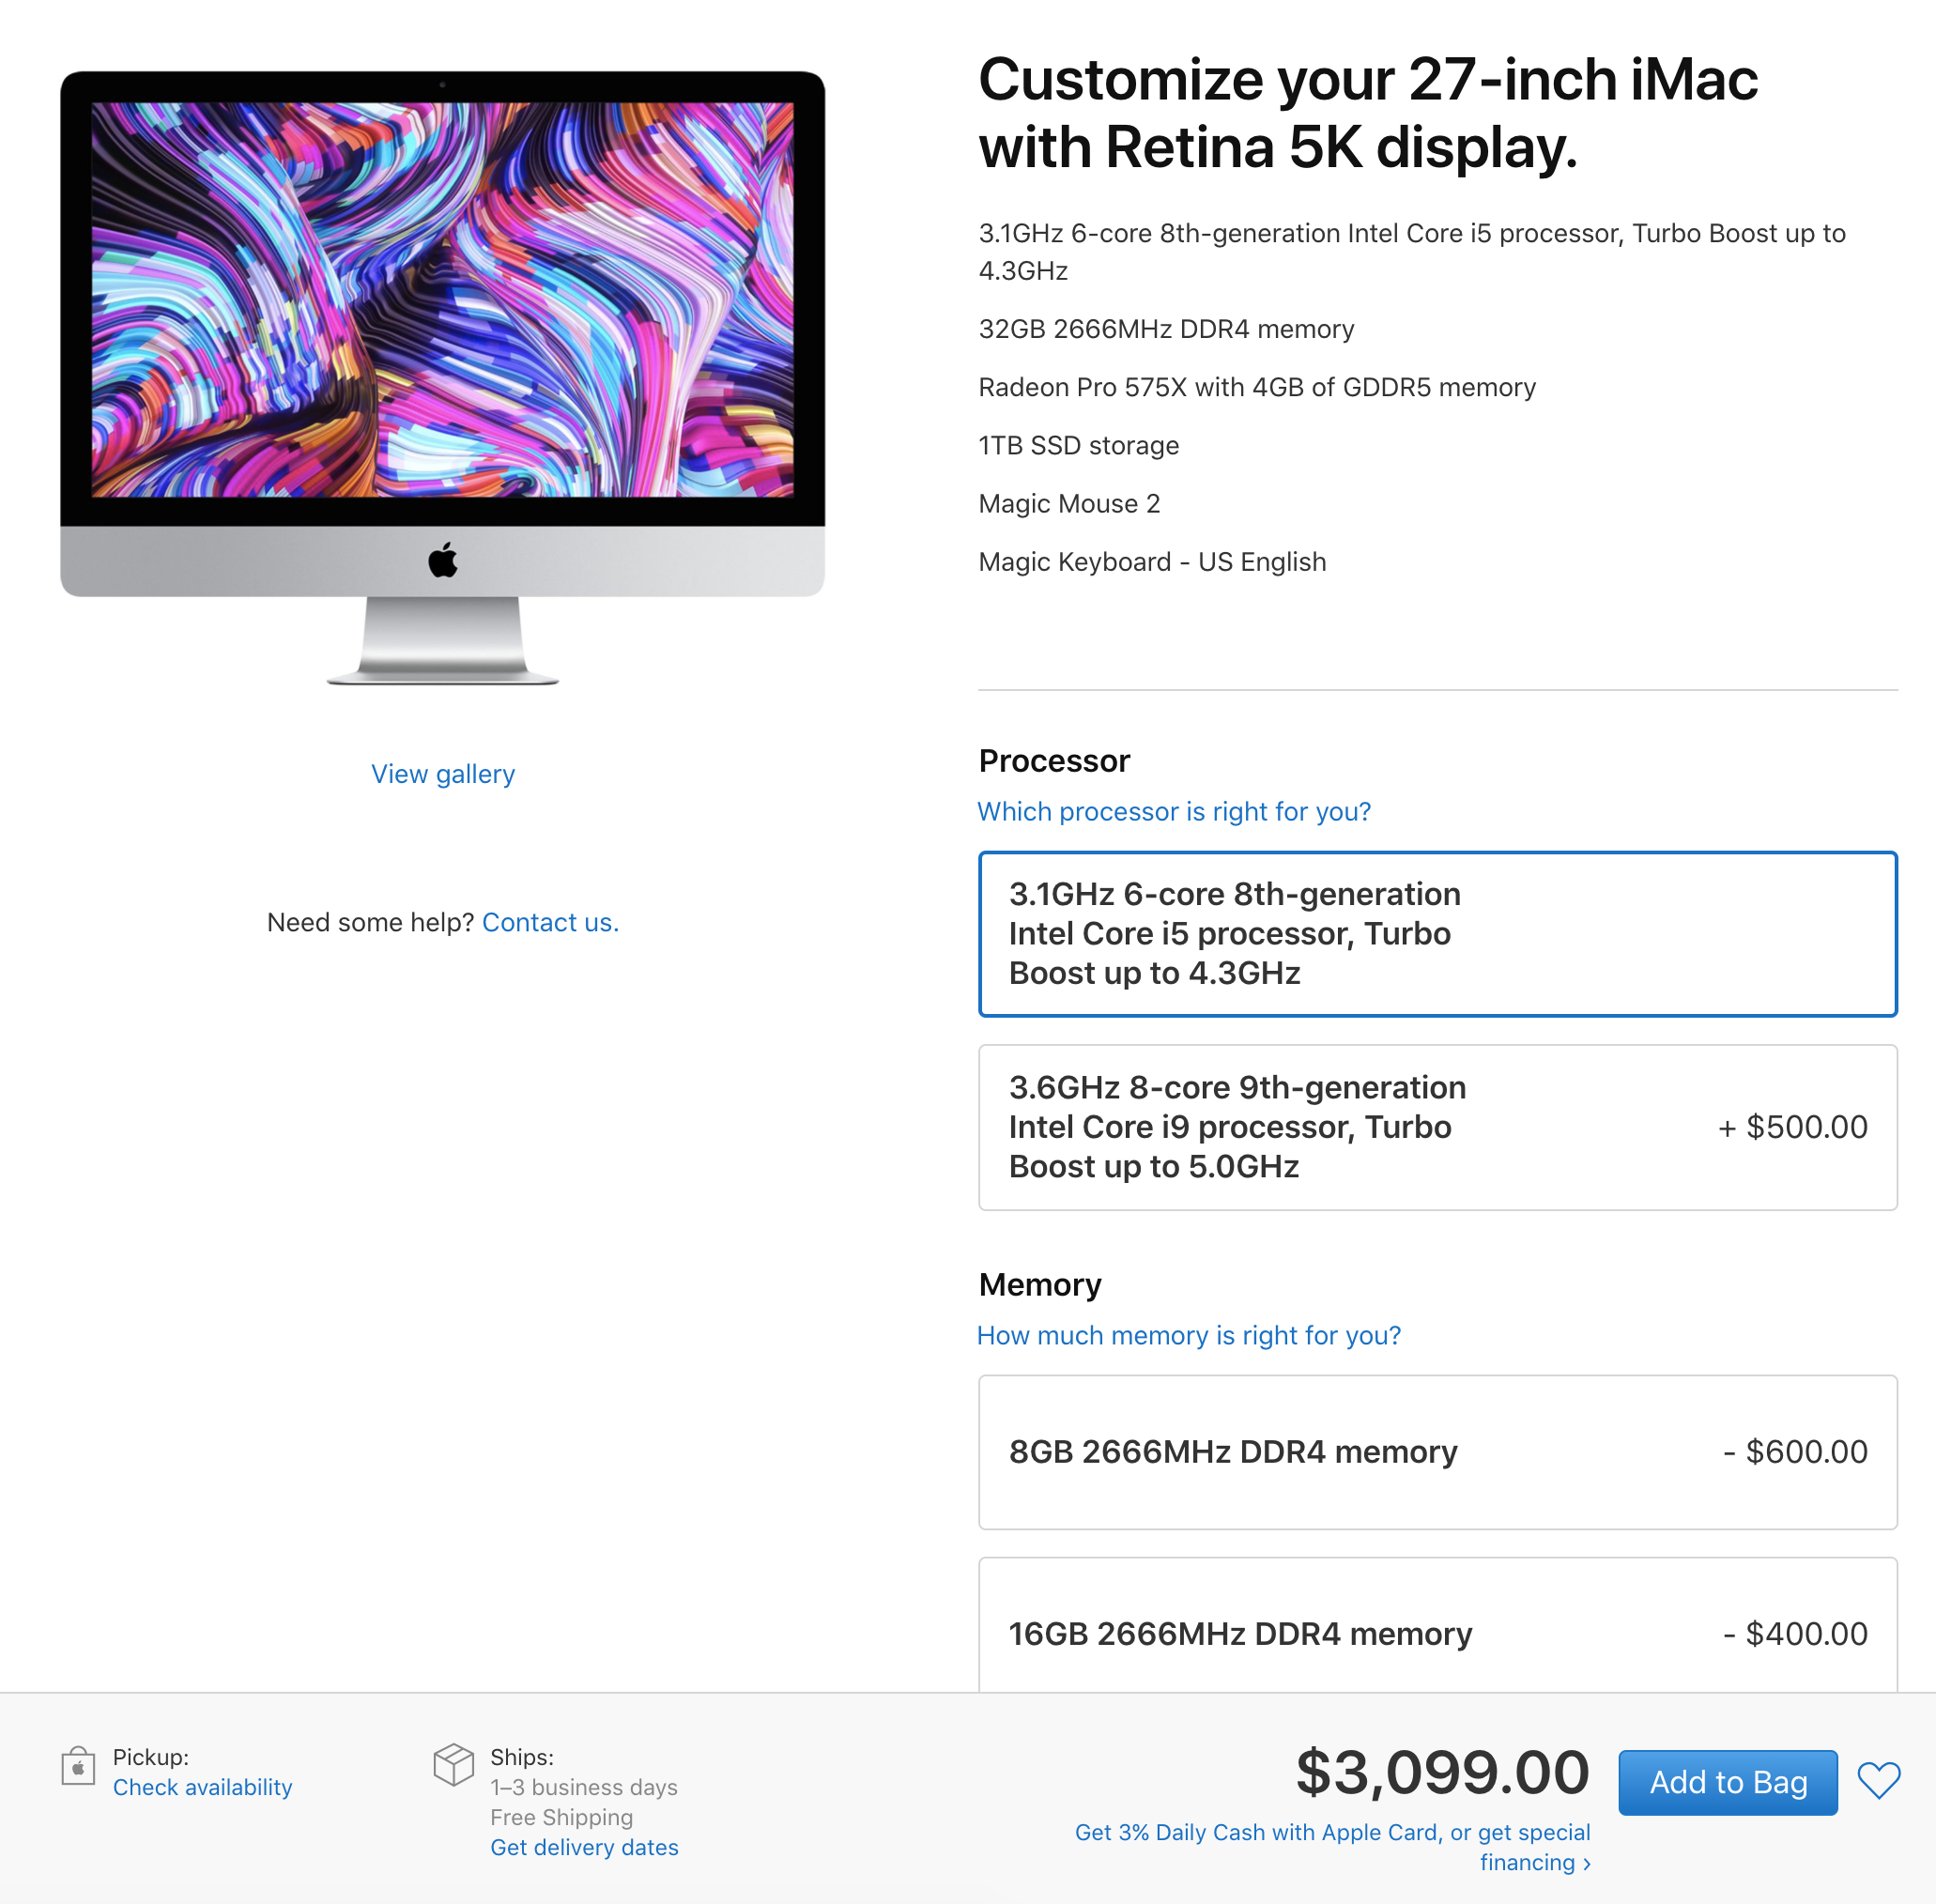 Customize your 27-inch iMac
with Retina 5K display.
3.1GHz 6-core 8th-generation Intel Core i5 processor, Turbo Boost up to
4.3GHz
32GB 2666MHz DDR4 memory
Radeon Pro 575X with 4GB of GDDR5 memory
1TB SSD storage
Magic Mouse 2
Magic Keyboard - US English
View gallery
Need some help? Contact us.
Processor
Which processor is right for you?
3.1GHz 6-core 8th-generation
Intel Core i5 processor, Turbo
Boost up to 4.3GHz
3.6GHz 8-core 9th-generation
Intel Core i9 processor, Turbo
Boost up to 5.0GHz
+ $500.00
Memory
How much memory is right for you?
8GB 2666MHz DDR4 memory
- $600.00
16GB 2666MHz DDR4 memory
- $400.00
Pickup:
Check availability
Ships:
1–3 business days
Free Shipping
Get delivery dates
$3,099.00
Get 3% Daily Cash with Apple Card, or get special
financing ›
Add to Bag